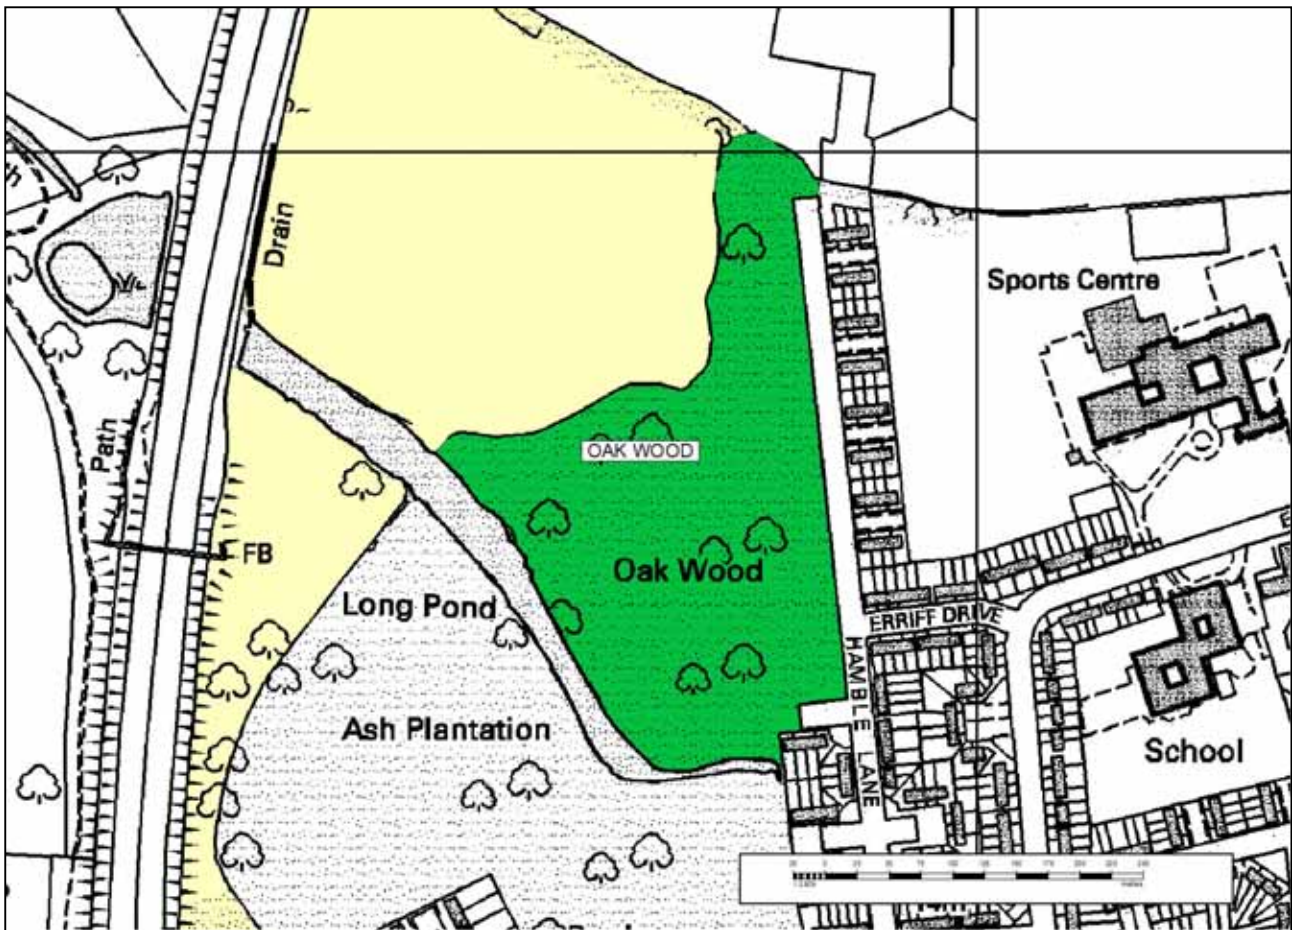 Drain
Sports Centre
Path
OAK WOOD
FB
Oak Wood
Long Pond
ERRIFF DRIVE
HAMBLE LANE
Ash Plantation
School